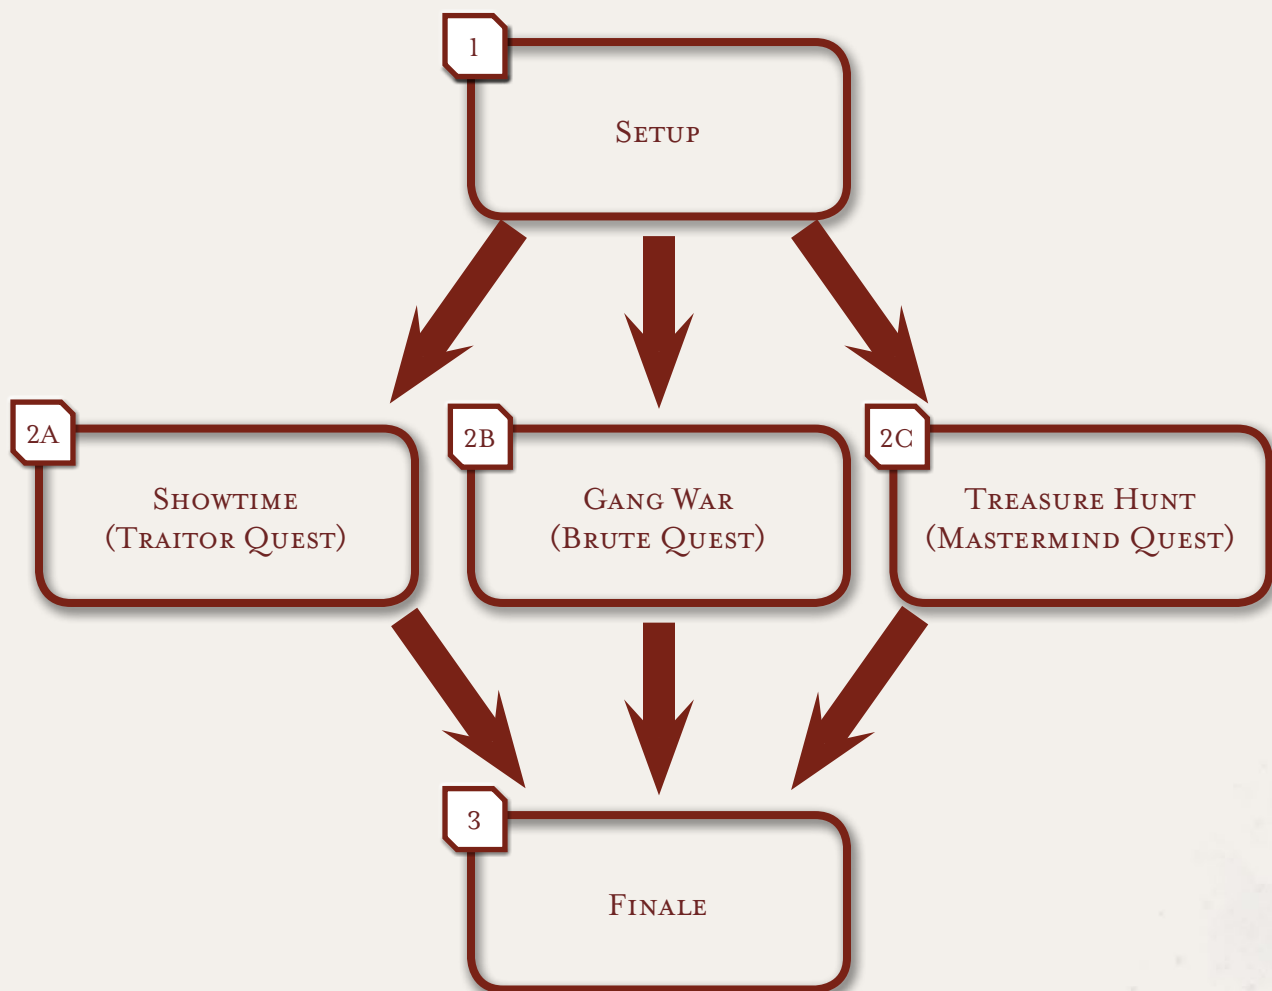 1
Setup
2A
Showtime
(Traitor Quest)
2B
Gang War
(Brute Quest)
2C
Treasure Hunt
(Mastermind Quest)
3
Finale